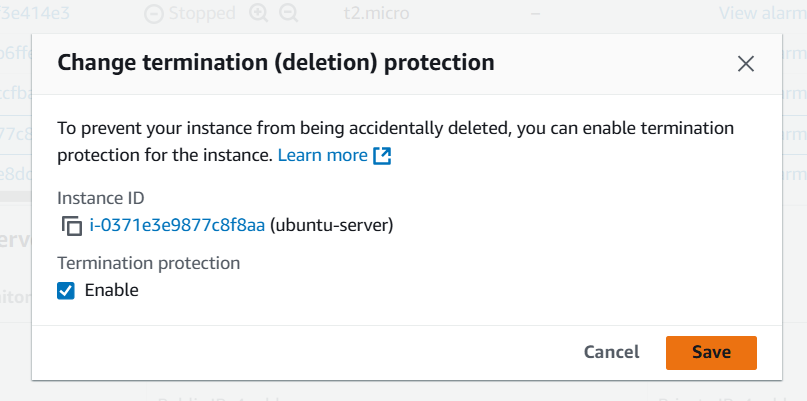 3e414e3 Stopped t2.micro – View alarm
Change termination (deletion) protection
To prevent your instance from being accidentally deleted, you can enable termination
protection for the instance. Learn more
Instance ID
i-0371e3e9877c8f8aa (ubuntu-server)
Termination protection
Enable
Cancel Save